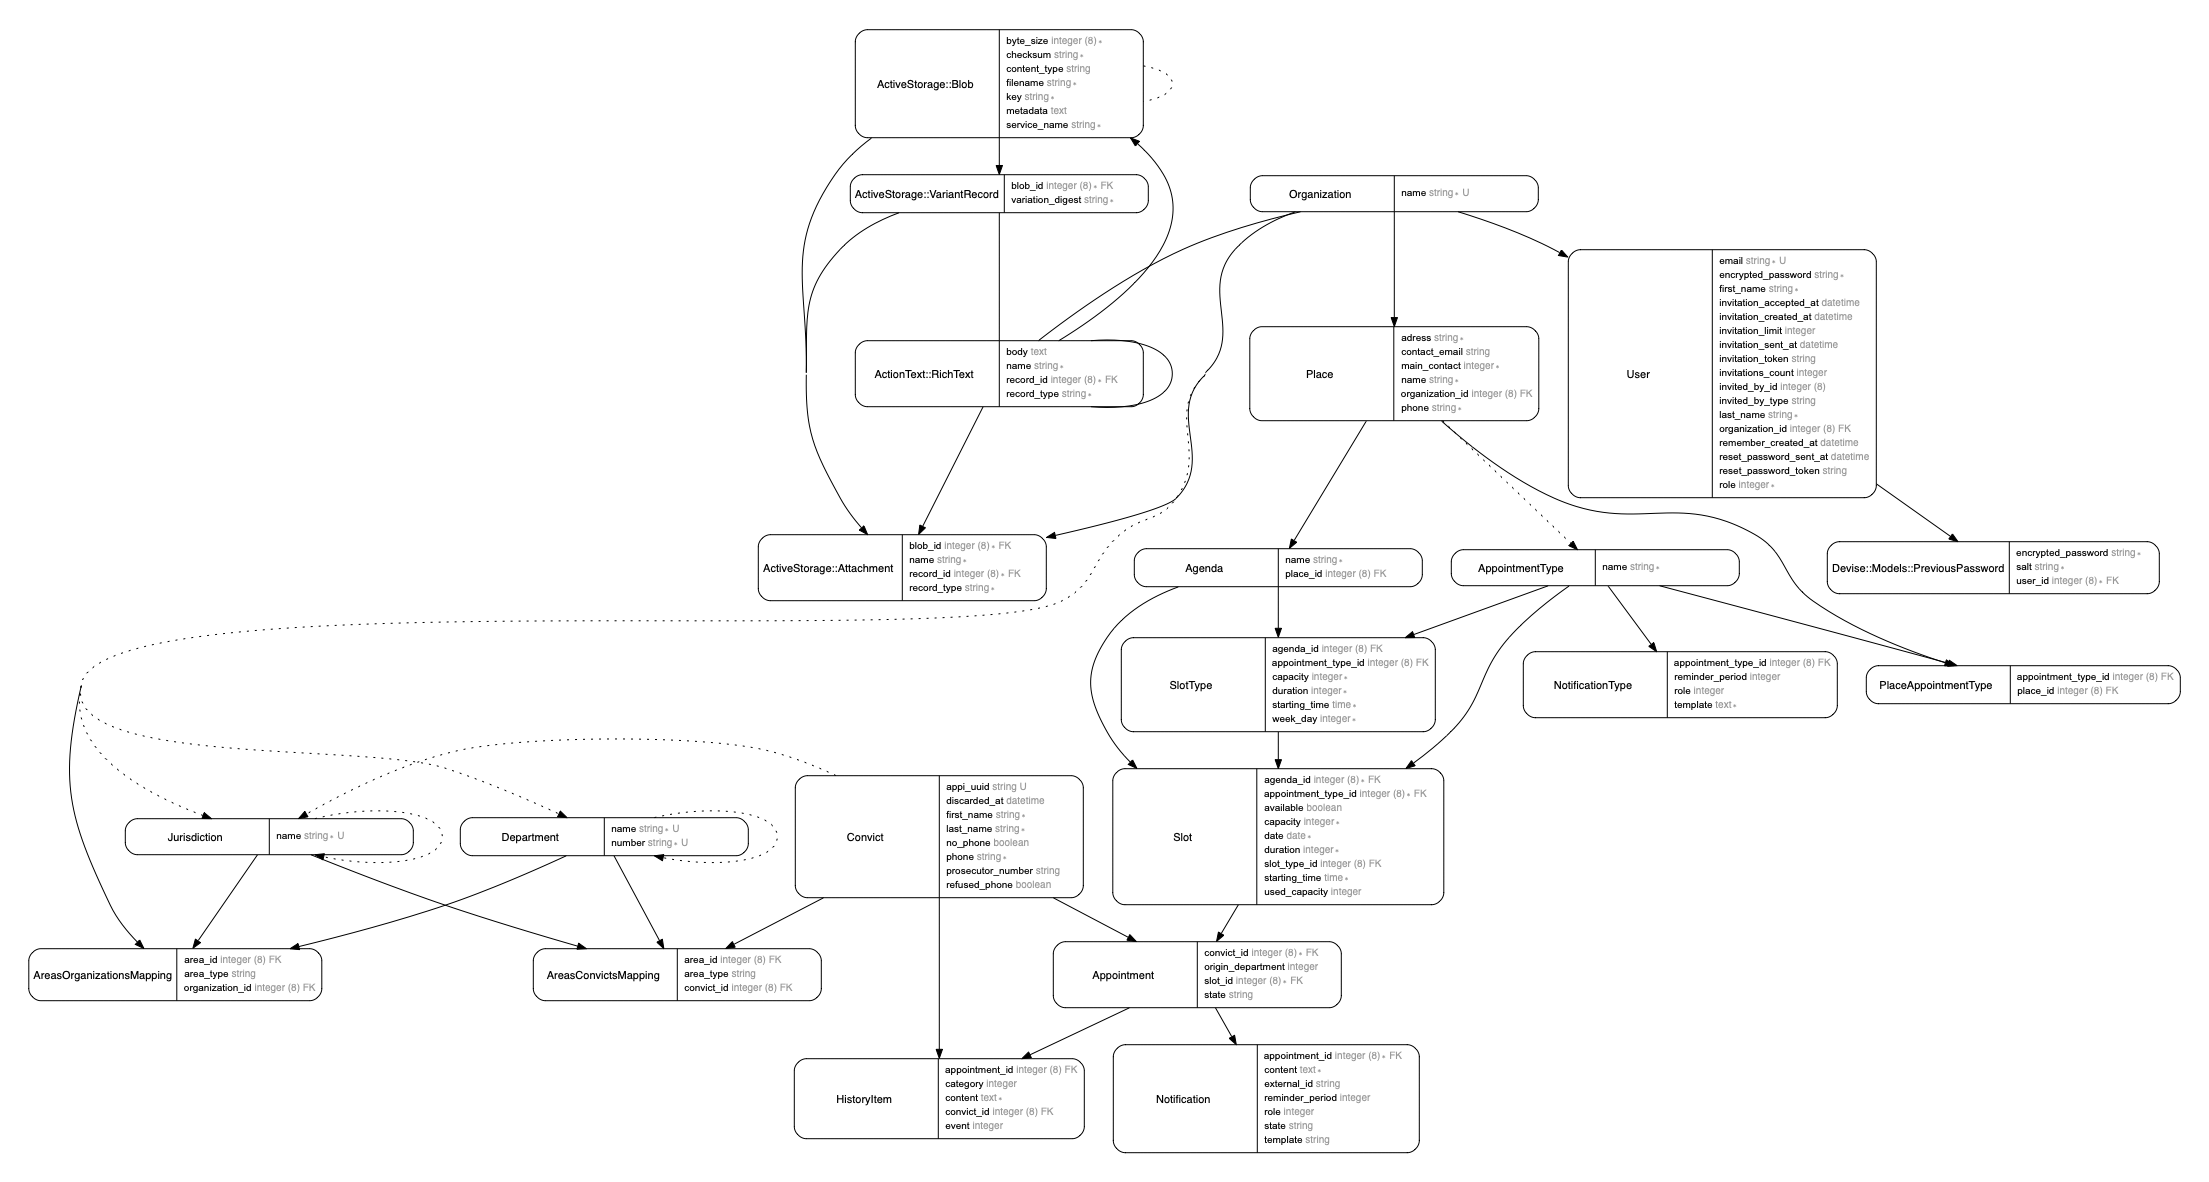 ActiveStorage::Blob
byte_size integer (8) ∗
checksum string ∗
content_type string
filename string ∗
key string ∗
metadata text
service_name string ∗
ActiveStorage::VariantRecord
blob_id integer (8) ∗ FK
variation_digest string ∗
Organization
name string ∗ U
User
email string ∗ U
encrypted_password string ∗
first_name string ∗
invitation_accepted_at datetime
invitation_created_at datetime
invitation_limit integer
invitation_sent_at datetime
invitation_token string
invitations_count integer
invited_by_id integer (8)
invited_by_type string
last_name string ∗
organization_id integer (8) FK
remember_created_at datetime
reset_password_sent_at datetime
reset_password_token string
role integer ∗
ActionText::RichText
body text
name string ∗
record_id integer (8) ∗ FK
record_type string ∗
Place
adress string ∗
contact_email string
main_contact integer ∗
name string ∗
organization_id integer (8) FK
phone string ∗
ActiveStorage::Attachment
blob_id integer (8) ∗ FK
name string ∗
record_id integer (8) ∗ FK
record_type string ∗
Agenda
name string ∗
place_id integer (8) FK
AppointmentType
name string ∗
Devise::Models::PreviousPassword
encrypted_password string ∗
salt string ∗
user_id integer (8) ∗ FK
SlotType
agenda_id integer (8) FK
appointment_type_id integer (8) FK
capacity integer ∗
duration integer ∗
starting_time time ∗
week_day integer ∗
NotificationType
appointment_type_id integer (8) FK
reminder_period integer
role integer
template text ∗
PlaceAppointmentType
appointment_type_id integer (8) FK
place_id integer (8) FK
Jurisdiction
name string ∗ U
Department
name string ∗ U
number string ∗ U
Convict
appi_uuid string U
discarded_at datetime
first_name string ∗
last_name string ∗
no_phone boolean
phone string ∗
prosecutor_number string
refused_phone boolean
Slot
agenda_id integer (8) ∗ FK
appointment_type_id integer (8) ∗ FK
available boolean
capacity integer ∗
date date ∗
duration integer ∗
slot_type_id integer (8) FK
starting_time time ∗
used_capacity integer
AreasOrganizationsMapping
area_id integer (8) FK
area_type string
organization_id integer (8) FK
AreasConvictsMapping
area_id integer (8) FK
area_type string
convict_id integer (8) FK
Appointment
convict_id integer (8) ∗ FK
origin_department integer
slot_id integer (8) ∗ FK
state string
HistoryItem
appointment_id integer (8) FK
category integer
content text ∗
convict_id integer (8) FK
event integer
Notification
appointment_id integer (8) ∗ FK
content text ∗
external_id string
reminder_period integer
role integer
state string
template string